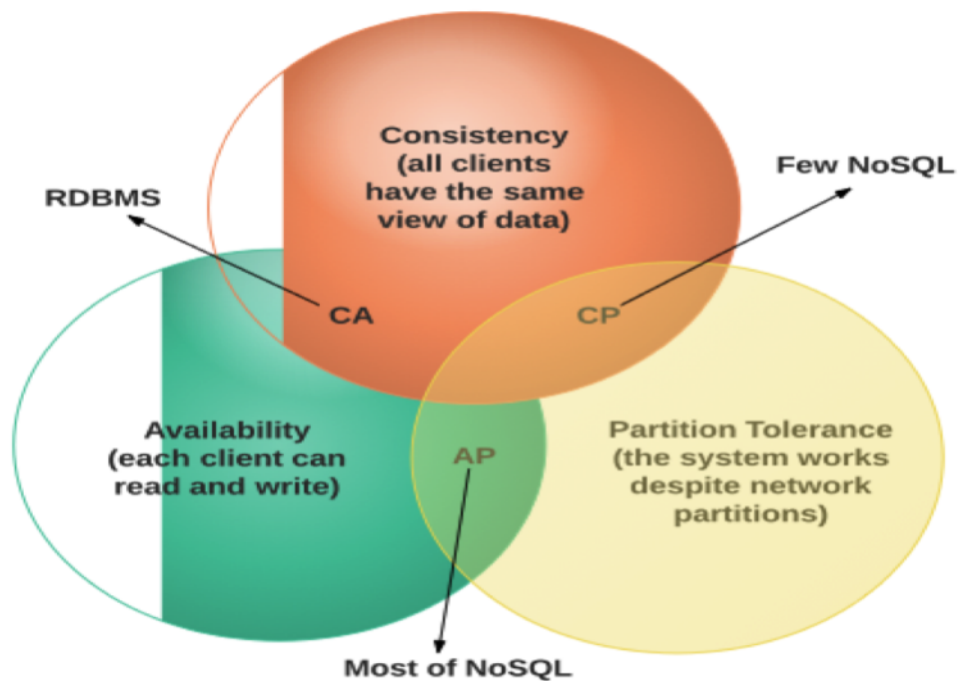 Consistency
(all clients
have the same
view of data)
Few NoSQL
RDBMS
CA
CP
Availability
(each client can
read and write)
AP
Partition Tolerance
(the system works
despite network
partitions)
Most of NoSQL